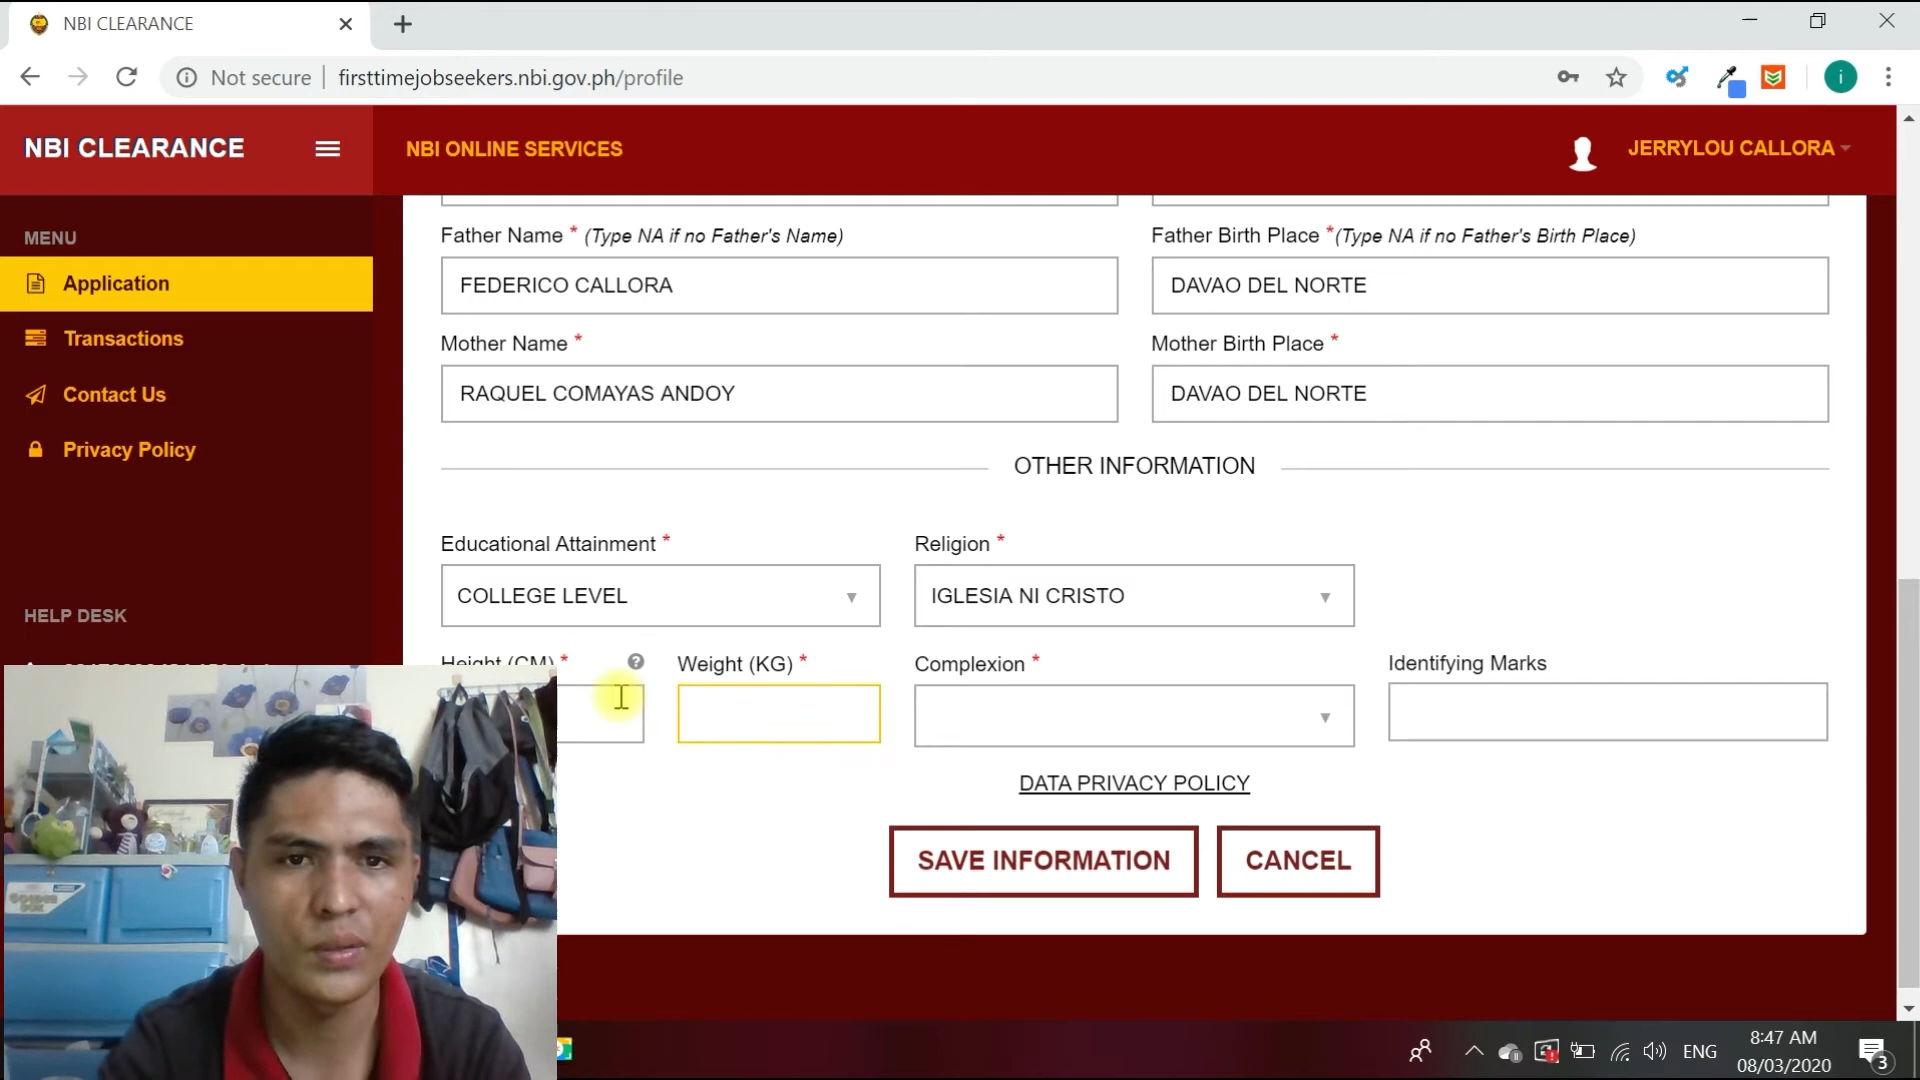 NBI CLEARANCE
Not secure
firsttimejobseekers.nbi.gov.ph/profile
i
NBI CLEARANCE
NBI ONLINE SERVICES
JERRYLOU CALLORA
MENU
Application
Transactions
Contact Us
Privacy Policy
HELP DESK
Father Name * (Type NA if no Father's Name)
Father Birth Place *(Type NA if no Father's Birth Place)
FEDERICO CALLORA
DAVAO DEL NORTE
Mother Name *
Mother Birth Place *
RAQUEL COMAYAS ANDOY
DAVAO DEL NORTE
OTHER INFORMATION
Educational Attainment *
Religion *
COLLEGE LEVEL
IGLESIA NI CRISTO
Height (CM) *
Weight (KG) *
Complexion *
Identifying Marks
DATA PRIVACY POLICY
SAVE INFORMATION
CANCEL
ENG
8:47 AM
08/03/2020
3